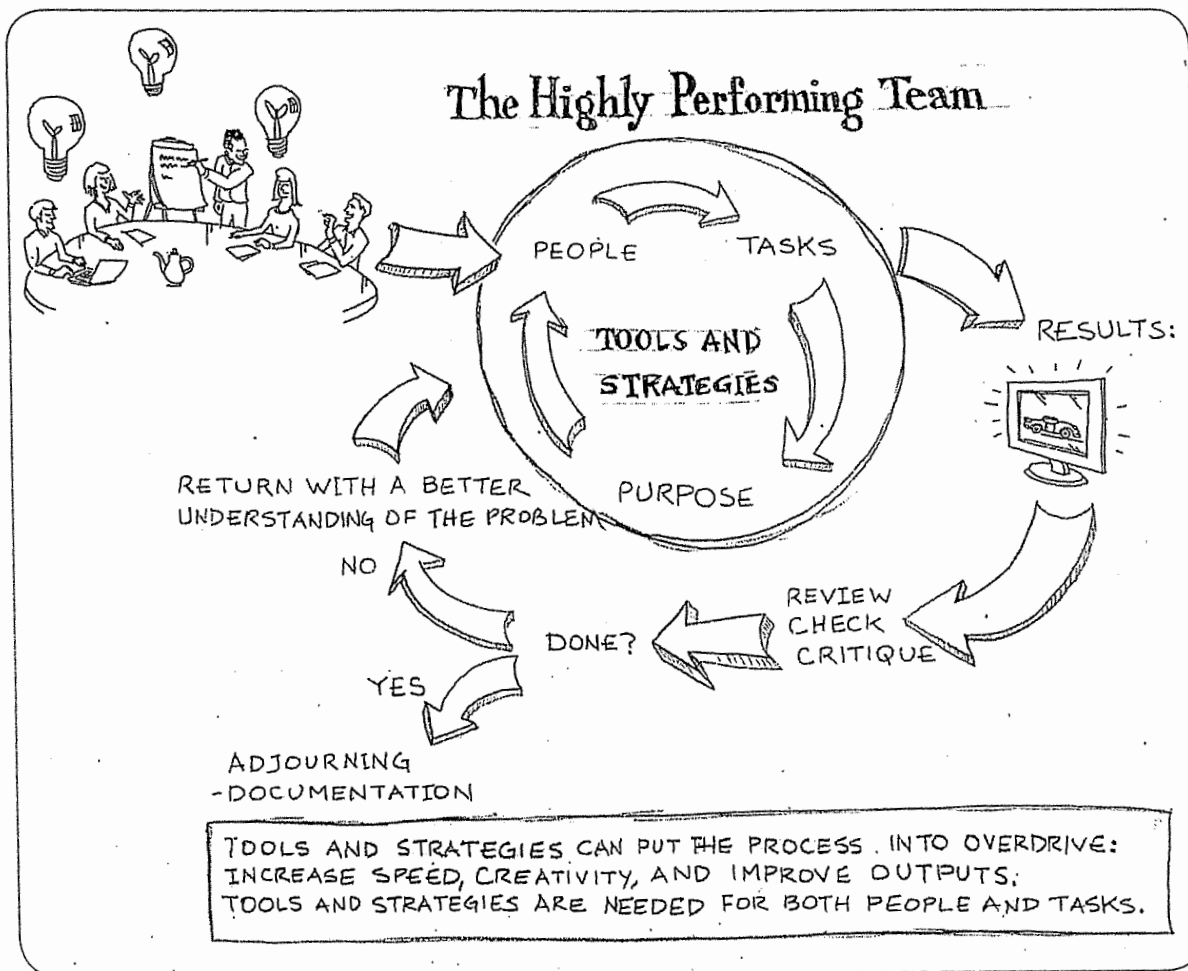 The Highly Performing Team
PEOPLE
TASKS
TOOLS AND
STRATEGIES
PURPOSE
RESULTS:
RETURN WITH A BETTER
UNDERSTANDING OF THE PROBLEM
NO
REVIEW
CHECK
CRITIQUE
DONE?
YES
ADJOURNING
-DOCUMENTATION
TOOLS AND STRATEGIES CAN PUT THE PROCESS INTO OVERDRIVE:
INCREASE SPEED, CREATIVITY, AND IMPROVE OUTPUTS;
TOOLS AND STRATEGIES ARE NEEDED FOR BOTH PEOPLE AND TASKS.